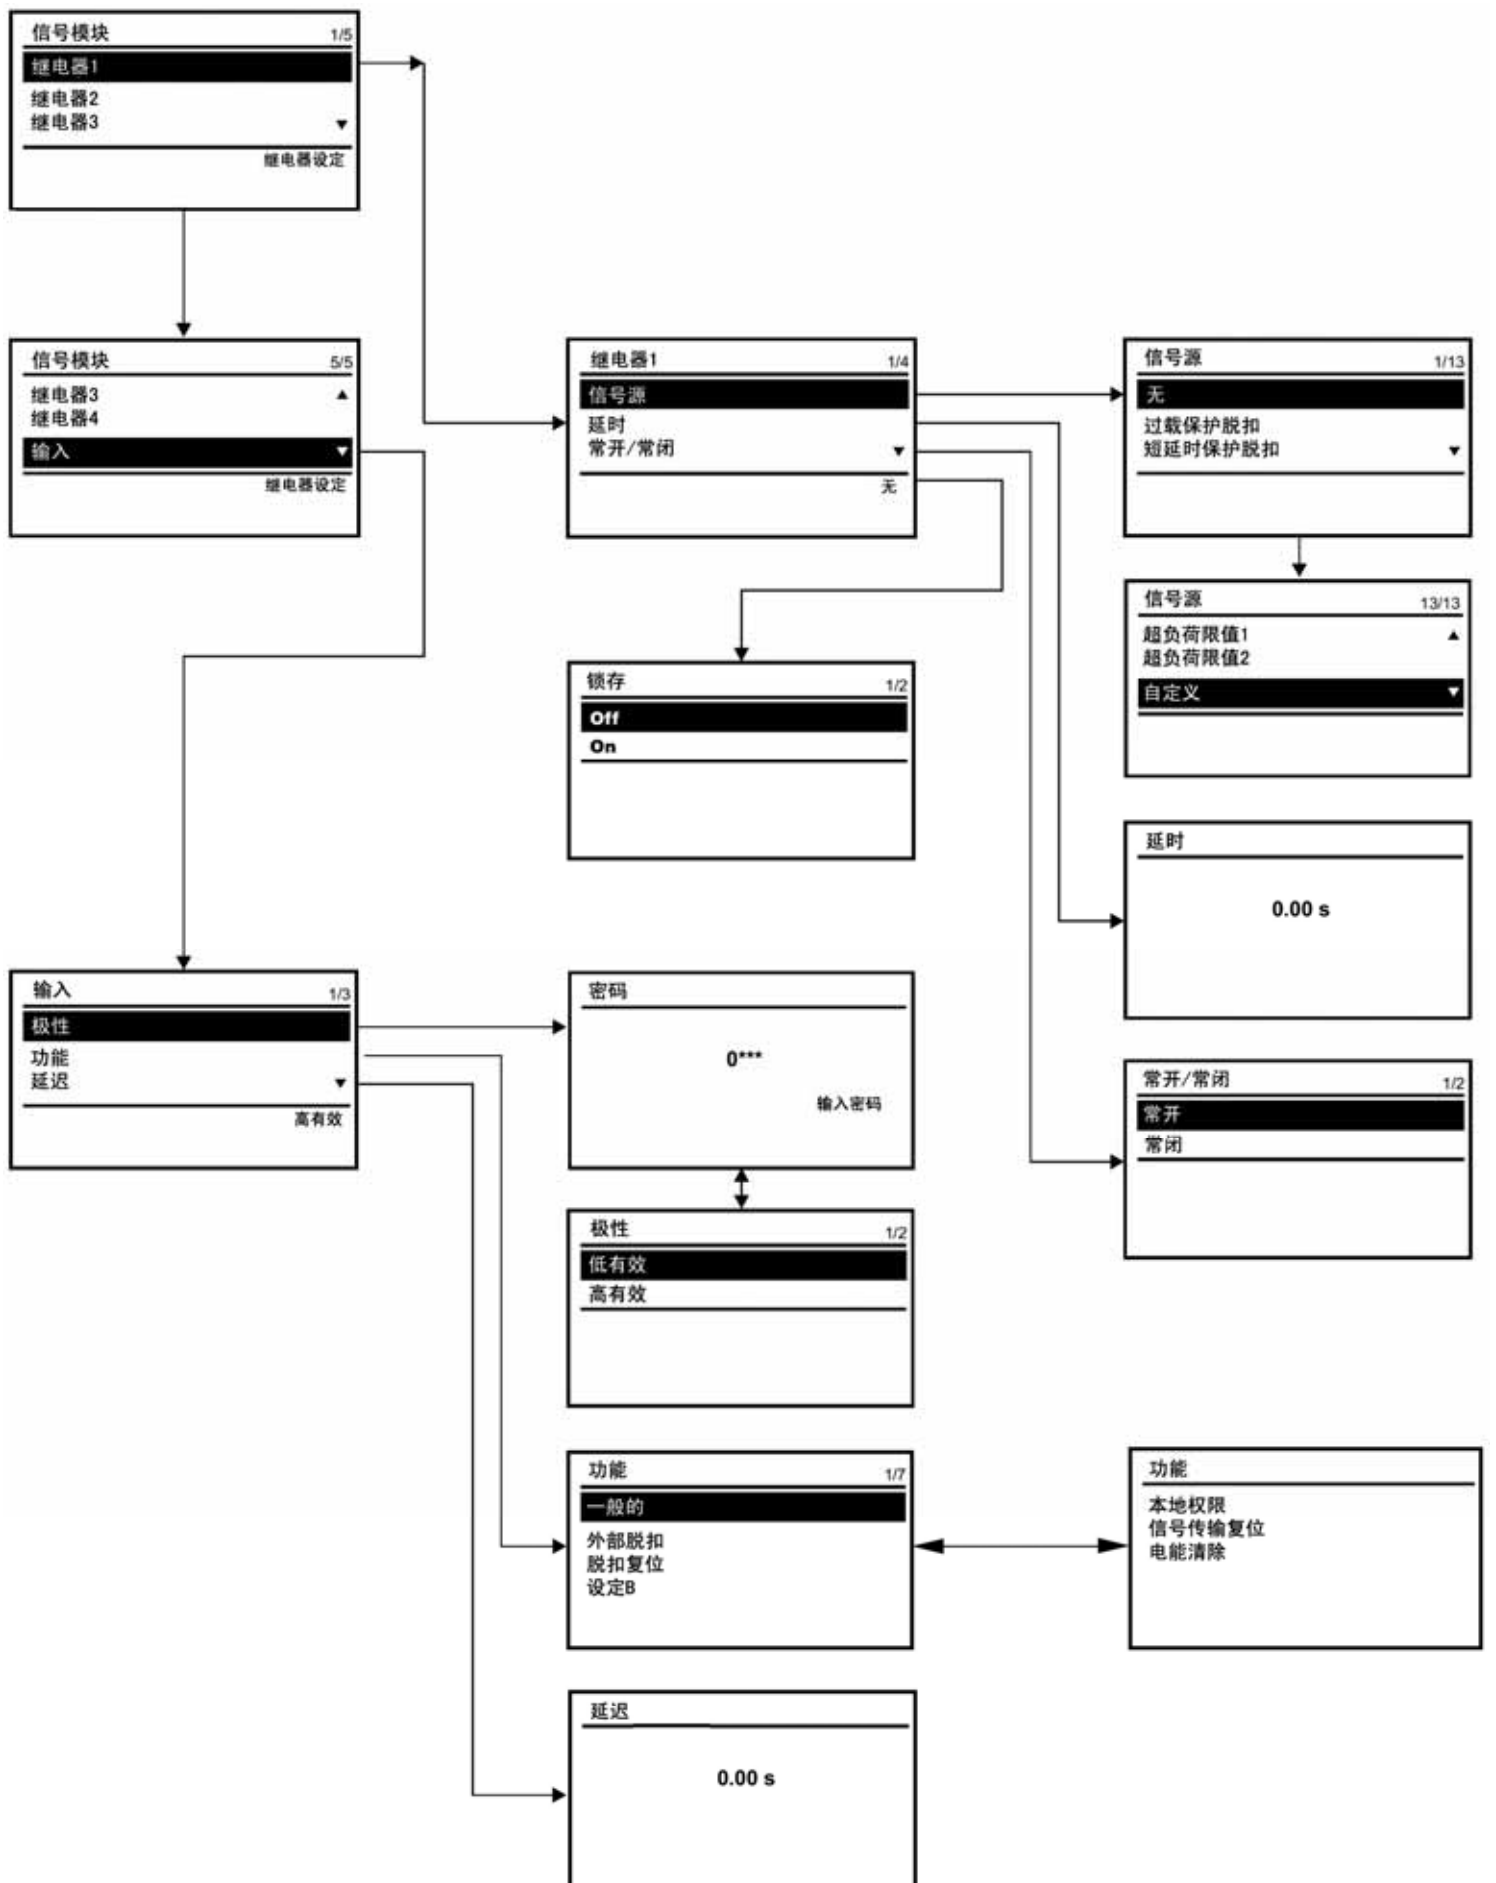 信号模块 1/5
继电器1
继电器2
继电器3 ▼
继电器设定
信号模块 5/5
继电器3 ▲
继电器4
输入 ▼
继电器设定
继电器1 1/4
信号源
延时
常开/常闭 ▼
无
信号源 1/13
无
过载保护脱扣
短延时保护脱扣 ▼
信号源 13/13
超负荷限值1 ▲
超负荷限值2
自定义 ▼
锁存 1/2
Off
On
延时
0.00 s
输入 1/3
极性
功能
延迟 ▼
高有效
密码
0***
输入密码
常开/常闭 1/2
常开
常闭
极性 1/2
低有效
高有效
功能 1/7
一般的
外部脱扣
脱扣复位
设定B
功能
本地权限
信号传输复位
电能清除
延迟
0.00 s